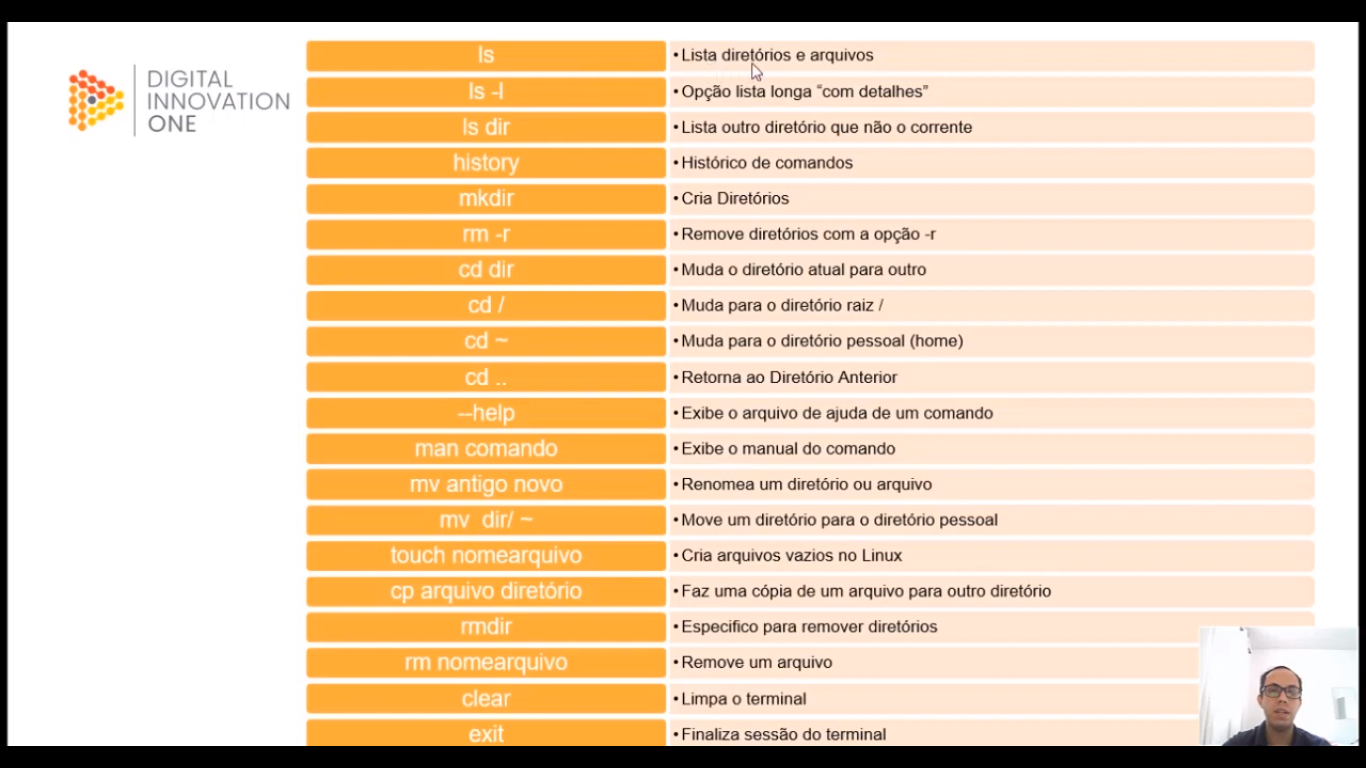 DIGITAL
INNOVATION
ONE
ls
• Lista diretórios e arquivos
ls -l
• Opção lista longa “com detalhes”
ls dir
• Lista outro diretório que não o corrente
history
• Histórico de comandos
mkdir
• Cria Diretórios
rm -r
• Remove diretórios com a opção -r
cd dir
• Muda o diretório atual para outro
cd /
• Muda para o diretório raiz /
cd ~
• Muda para o diretório pessoal (home)
cd ..
• Retorna ao Diretório Anterior
--help
• Exibe o arquivo de ajuda de um comando
man comando
• Exibe o manual do comando
mv antigo novo
• Renomea um diretório ou arquivo
mv dir/ ~
• Move um diretório para o diretório pessoal
touch nomearquivo
• Cria arquivos vazios no Linux
cp arquivo diretório
• Faz uma cópia de um arquivo para outro diretório
rmdir
• Especifico para remover diretórios
rm nomearquivo
• Remove um arquivo
clear
• Limpa o terminal
exit
• Finaliza sessão do terminal